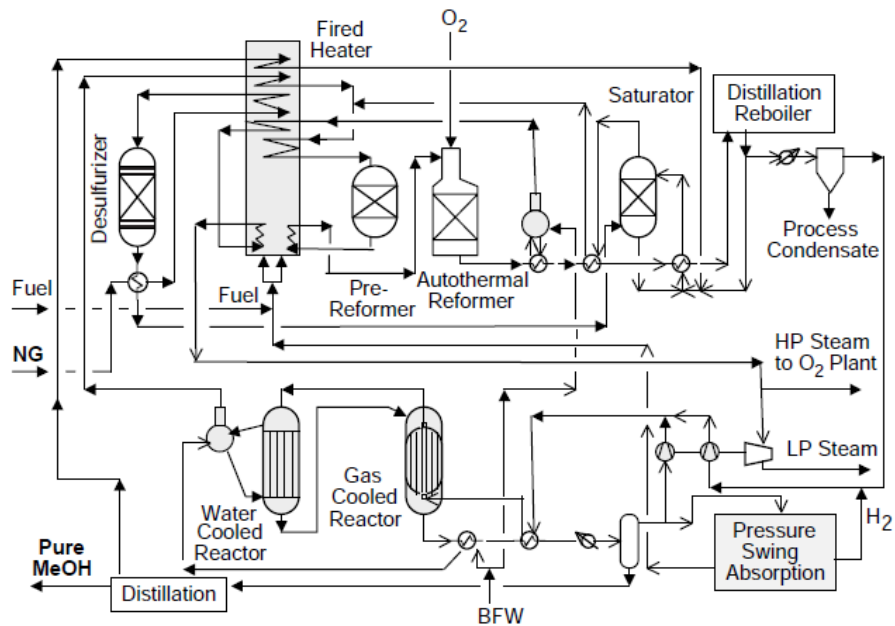 O2
Fired
Heater
Saturator
Distillation
Reboiler
Desulfurizer
Process
Condensate
Fuel
Fuel
Pre-
Reformer
Autothermal
Reformer
NG
HP Steam
to O2 Plant
LP Steam
Gas
Cooled
Reactor
Water
Cooled
Reactor
H2
Pressure
Swing
Absorption
Pure
MeOH
Distillation
BFW